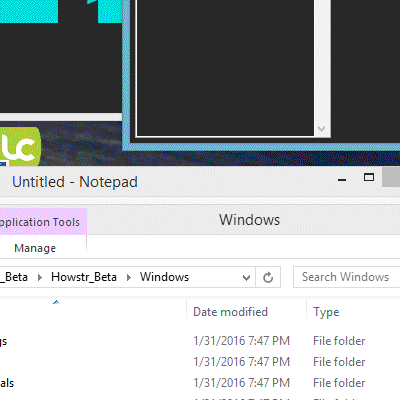 LC
Untitled - Notepad
Application Tools
Windows
Manage
_Beta Howstr_Beta Windows
Search Windows
Date modified Type
gs 1/31/2016 7:47 PM File folder
1/31/2016 7:47 PM File folder
als 1/31/2016 7:47 PM File folder